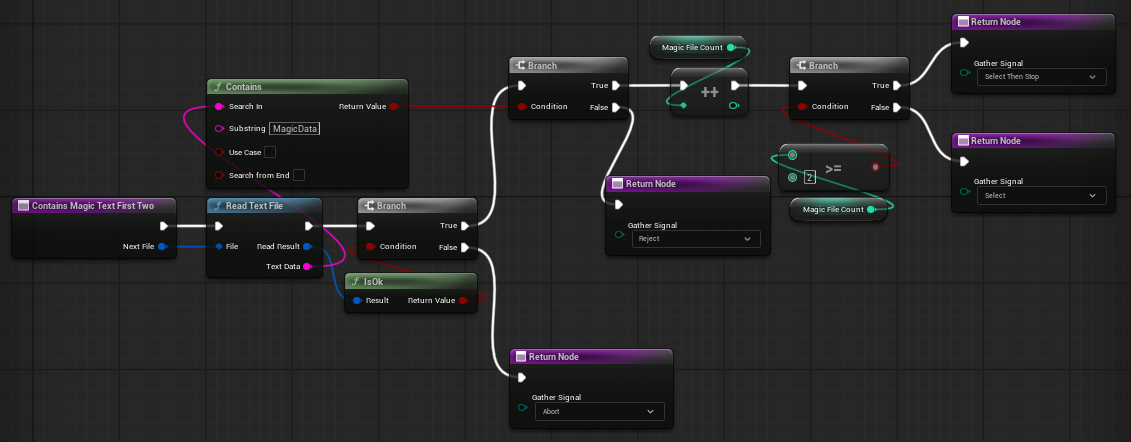 Contains Magic Text First Two
Next File
Contains
Search In
Return Value
Substring MagicData
Use Case
Search from End
Read Text File
File
Read Result
Text Data
Branch
True
Condition
False
IsOk
Result
Return Value
Branch
True
Condition
False
Return Node
Gather Signal
Abort
Magic File Count
++
Return Node
Gather Signal
Reject
Branch
True
Condition
False
>=
2
Magic File Count
Return Node
Gather Signal
Select Then Stop
Return Node
Gather Signal
Select